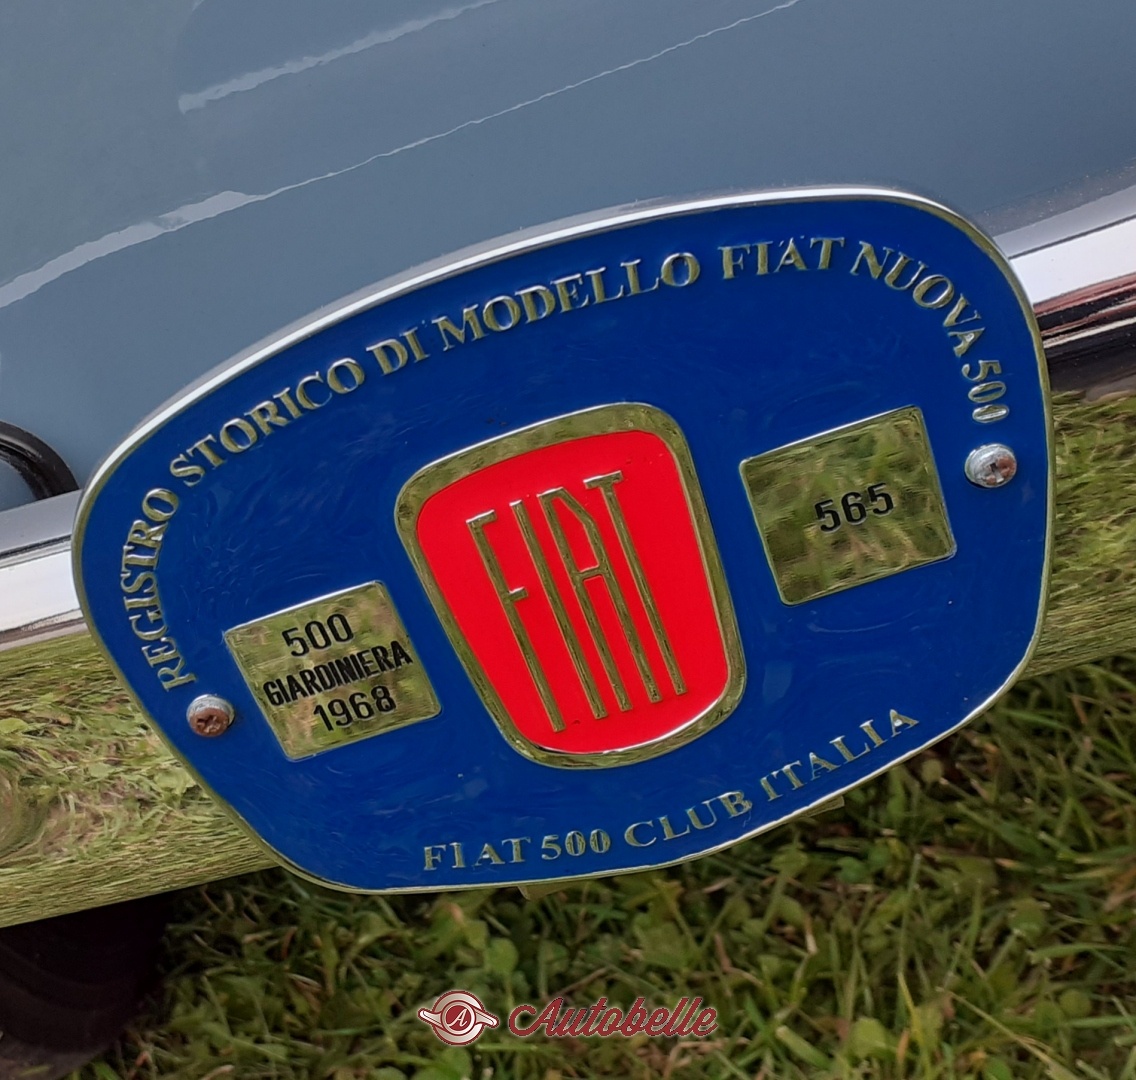 REGISTRO STORICO DI MODELLO FIAT NUOVA 500
FIAT
565
500
GIARDINIERA
1968
FIAT 500 CLUB ITALIA
A Autobelle